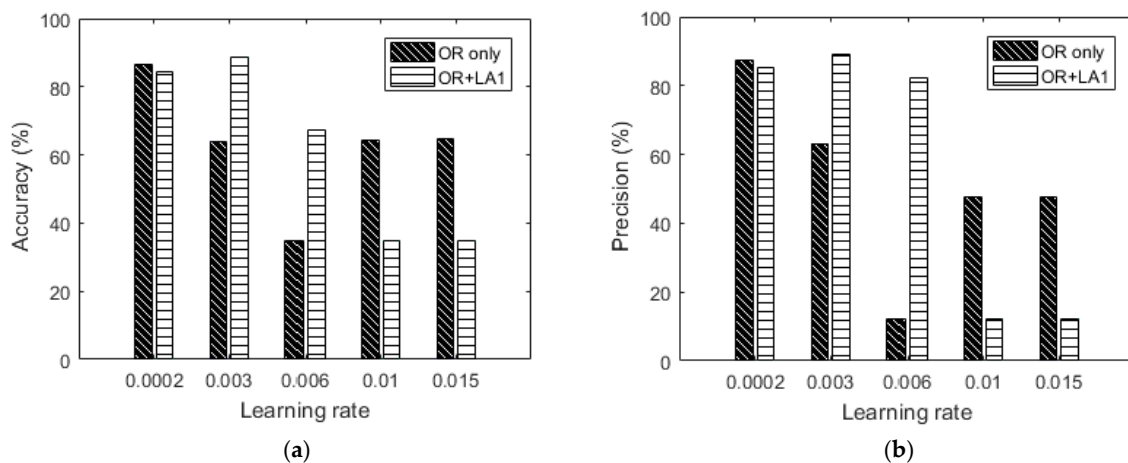 100
80
60
40
20
0
Accuracy (%)
OR only
OR+LA1
0.0002 0.003 0.006 0.01 0.015
Learning rate
(a)
100
80
60
40
20
0
Precision (%)
OR only
OR+LA1
0.0002 0.003 0.006 0.01 0.015
Learning rate
(b)